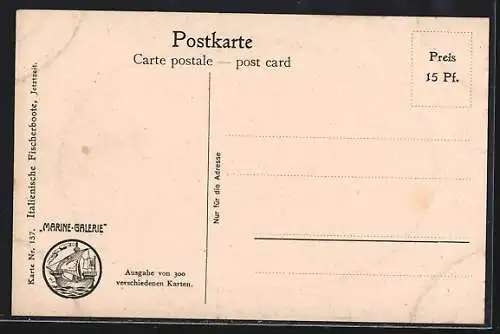 Postkarte
Carte postale — post card
Preis
15 Pf.
Karte Nr. 137. Italienische Fischerboote, Jetztzeit.
Nur für die Adresse
„MARINE-GALERIE"
Ausgabe von 300
verschiedenen Karten.